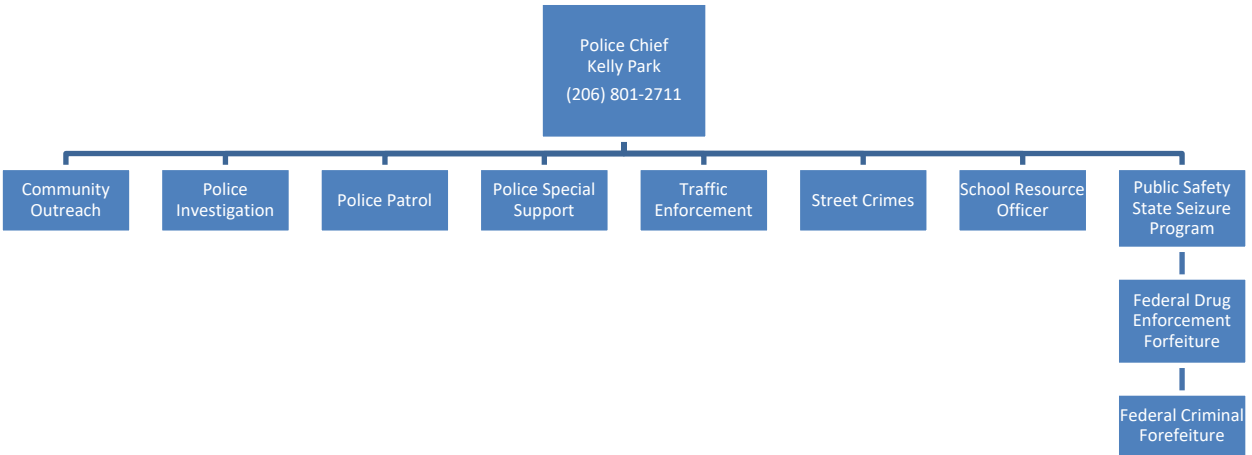 Police Chief
Kelly Park
(206) 801-2711
Community
Outreach
Police
Investigation
Police Patrol
Police Special
Support
Traffic
Enforcement
Street Crimes
School Resource
Officer
Public Safety
State Seizure
Program
Federal Drug
Enforcement
Forfeiture
Federal Criminal
Forefeiture